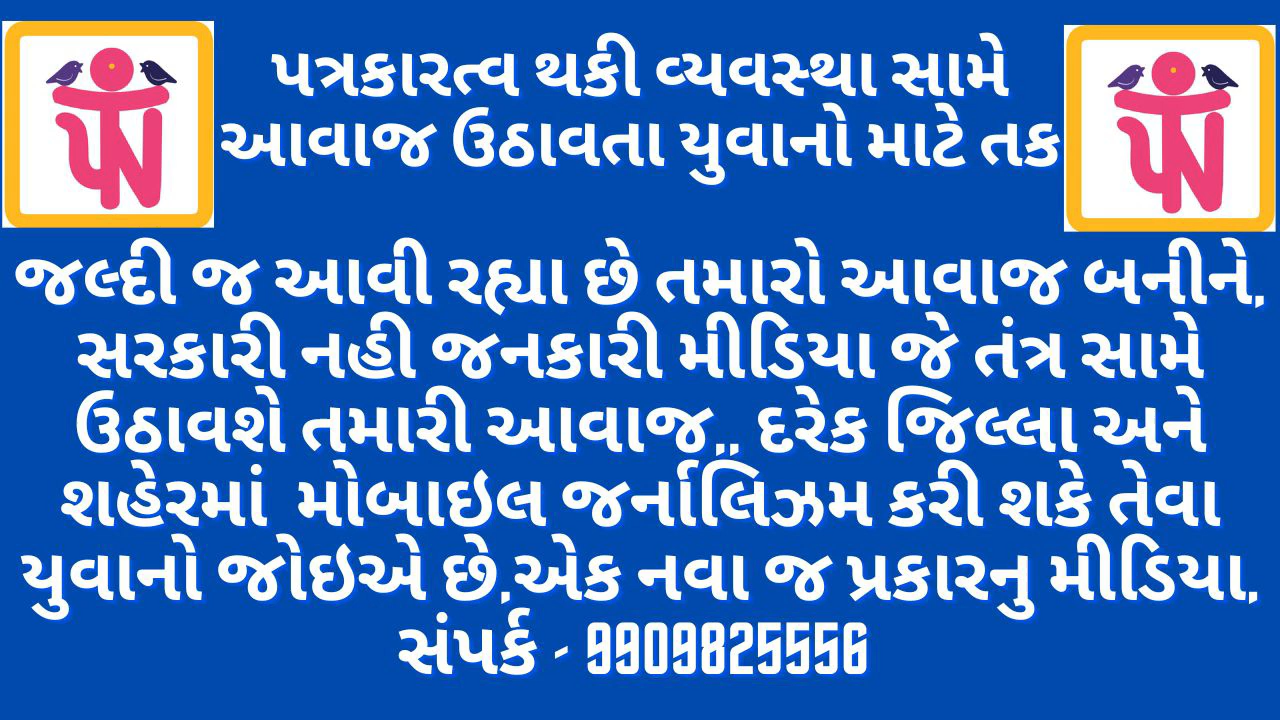 પત્રકારત્વ થકી વ્યવસ્થા સામે
આવાજ ઉઠાવતા યુવાનો માટે તક
જલ્દી જ આવી રહ્યા છે તમારો આવાજ બનીને,
સરકારી નહી જનકારી મીડિયા જે તંત્ર સામે
ઉઠાવશે તમારી આવાજ,, દરેક જિલ્લા અને
શહેરમાં મોબાઇલ જર્નાલિઝમ કરી શકે તેવા
યુવાનો જોઇએ છે,એક નવા જ પ્રકારનુ મીડિયા,
સંપર્ક - 9909825556